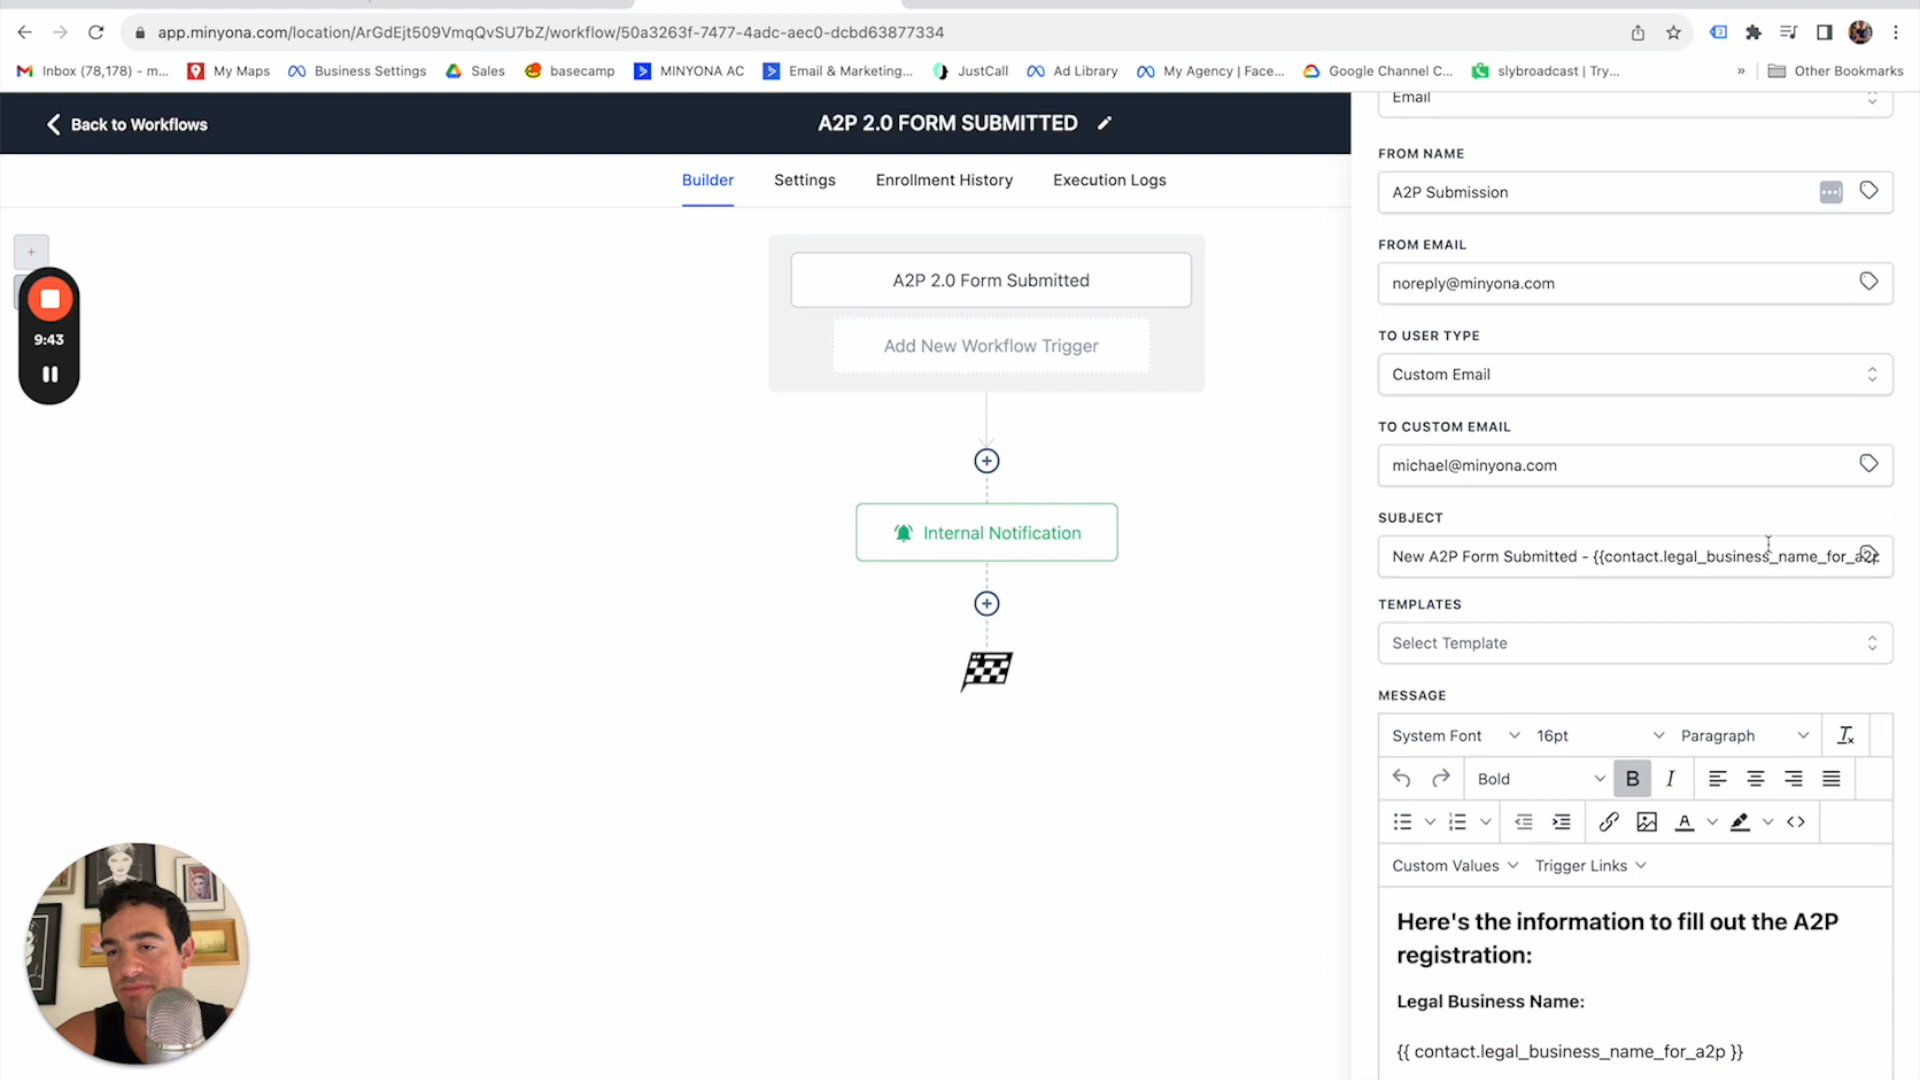 app.minyona.com/location/ArGdEjt509VmqQvSU7bZ/workflow/50a3263f-7477-4adc-aec0-dcbd63877334
Inbox (78,178) – m...
My Maps
Business Settings
Sales
basecamp
MINYONA AC
Email & Marketing...
JustCall
Ad Library
My Agency | Face...
Google Channel C...
slybroadcast | Try...
»
Other Bookmarks
Back to Workflows
A2P 2.0 FORM SUBMITTED
Builder
Settings
Enrollment History
Execution Logs
9:43
A2P 2.0 Form Submitted
Add New Workflow Trigger
Internal Notification
Email
FROM NAME
A2P Submission
FROM EMAIL
noreply@minyona.com
TO USER TYPE
Custom Email
TO CUSTOM EMAIL
michael@minyona.com
SUBJECT
New A2P Form Submitted - {{contact.legal_business_name_for_a2p
TEMPLATES
Select Template
MESSAGE
System Font
16pt
Paragraph
Bold
B
I
A
Custom Values
Trigger Links
Here's the information to fill out the A2P
registration:
Legal Business Name:
{{ contact.legal_business_name_for_a2p }}